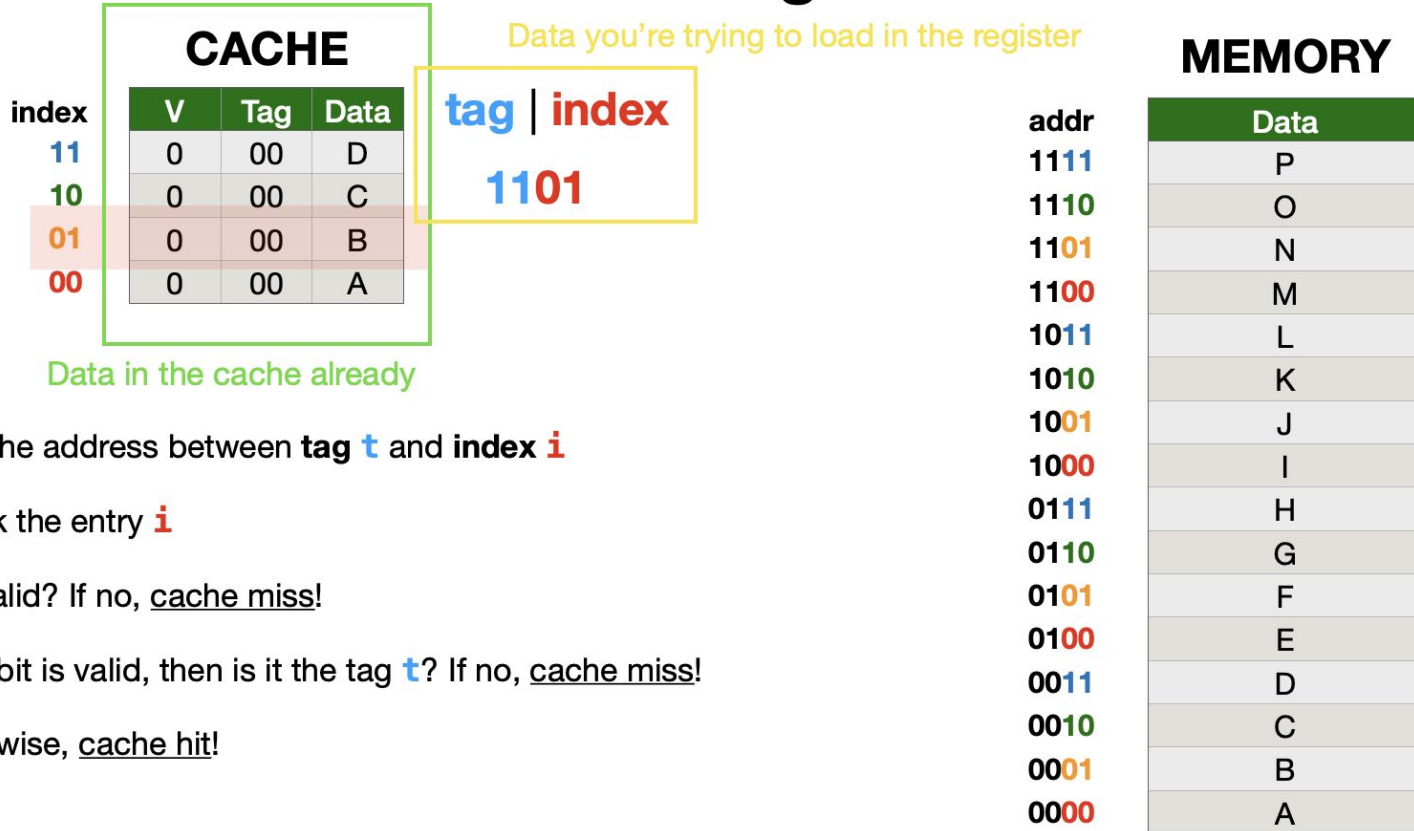 Data you're trying to load in the register
CACHE
index V Tag Data
11 0 00 D
10 0 00 C
01 0 00 B
00 0 00 A
tag | index
1101
Data in the cache already
he address between tag t and index i
k the entry i
alid? If no, cache miss!
bit is valid, then is it the tag t? If no, cache miss!
wise, cache hit!
MEMORY
addr Data
1111 P
1110 O
1101 N
1100 M
1011 L
1010 K
1001 J
1000 I
0111 H
0110 G
0101 F
0100 E
0011 D
0010 C
0001 B
0000 A